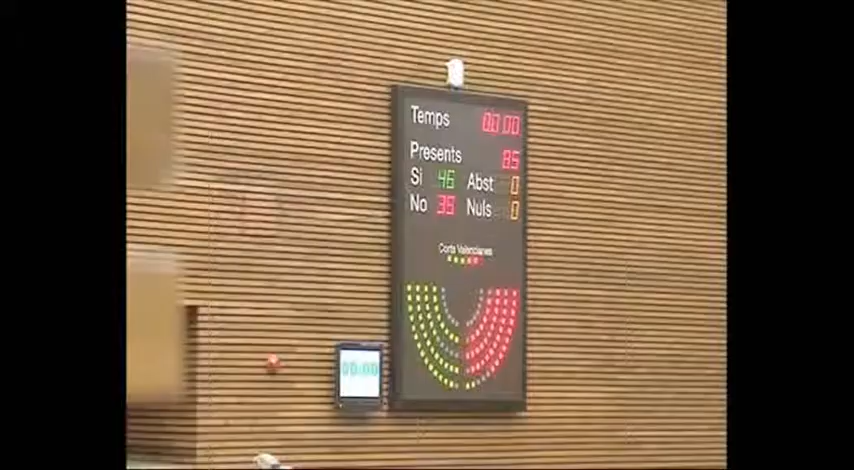 Temps 00:00
Presents 85
Si 46 Abst 0
No 39 Nuls 0
Corts Valencianes
00:00